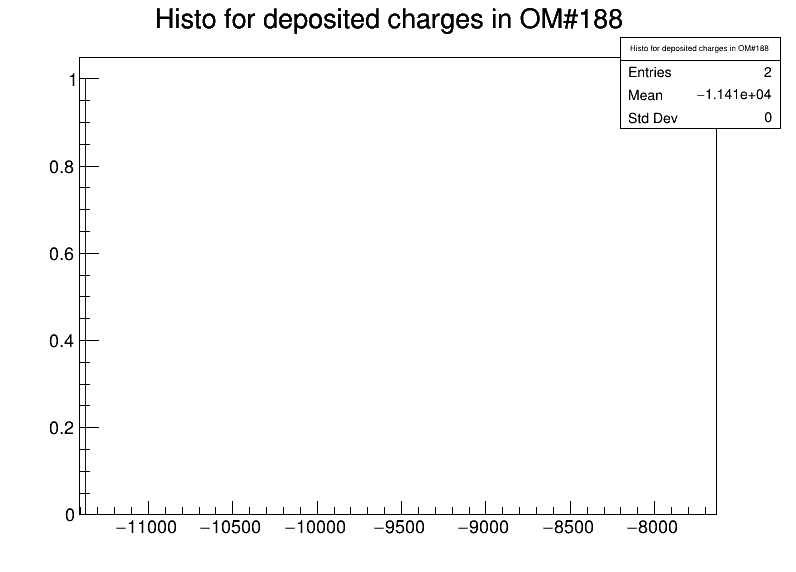 Histo for deposited charges in OM#188
Histo for deposited charges in OM#188
Entries 2
Mean −1.141e+04
Std Dev 0
1
0.8
0.6
0.4
0.2
0
−11000 −10500 −10000 −9500 −9000 −8500 −8000